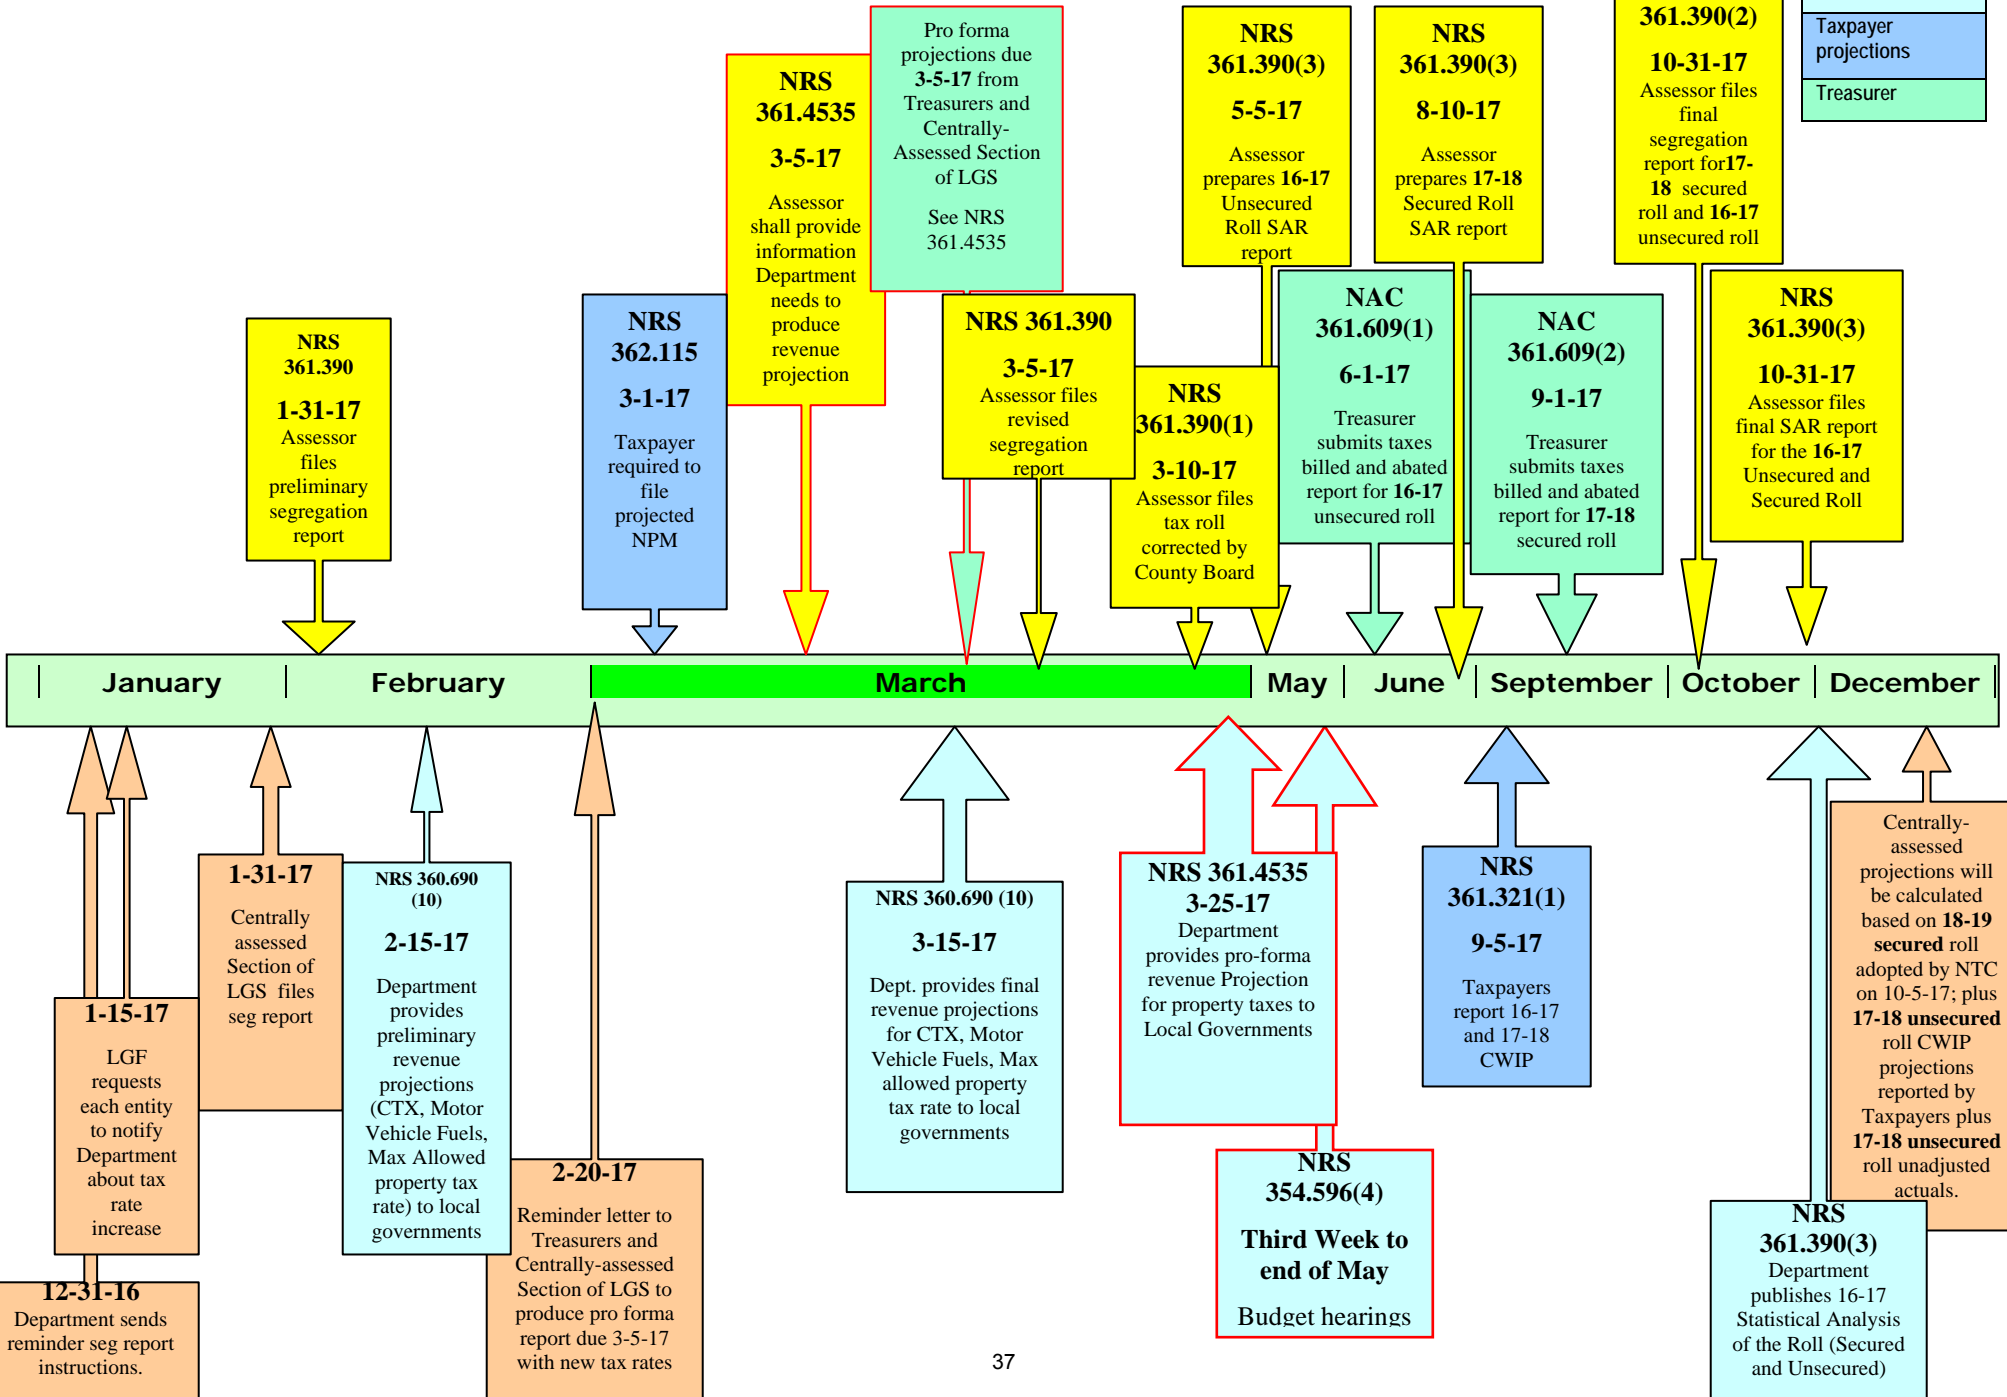 NRS
361.390
1-31-17
Assessor
files
preliminary
segregation
report
NRS
362.115
3-1-17
Taxpayer
required to
file
projected
NPM
NRS
361.4535
3-5-17
Assessor
shall provide
information
Department
needs to
produce
revenue
projection
Pro forma
projections due
3-5-17 from
Treasurers and
Centrally-
Assessed Section
of LGS
See NRS
361.4535
NRS 361.390
3-5-17
Assessor files
revised
segregation
report
NRS
361.390(1)
3-10-17
Assessor files
tax roll
corrected by
County Board
NRS
361.390(3)
5-5-17
Assessor
prepares 16-17
Unsecured
Roll SAR
report
NAC
361.609(1)
6-1-17
Treasurer
submits taxes
billed and abated
report for 16-17
unsecured roll
NRS
361.390(3)
8-10-17
Assessor
prepares 17-18
Secured Roll
SAR report
NAC
361.609(2)
9-1-17
Treasurer
submits taxes
billed and abated
report for 17-18
secured roll
361.390(2)
10-31-17
Assessor files
final
segregation
report for17-
18 secured
roll and 16-17
unsecured roll
NRS
361.390(3)
10-31-17
Assessor files
final SAR report
for the 16-17
Unsecured and
Secured Roll
Taxpayer
projections
Treasurer
January
February
March
May
June
September
October
December
12-31-16
Department sends
reminder seg report
instructions.
1-15-17
LGF
requests
each entity
to notify
Department
about tax
rate
increase
1-31-17
Centrally
assessed
Section of
LGS files
seg report
NRS 360.690
(10)
2-15-17
Department
provides
preliminary
revenue
projections
(CTX, Motor
Vehicle Fuels,
Max Allowed
property tax
rate) to local
governments
2-20-17
Reminder letter to
Treasurers and
Centrally-assessed
Section of LGS to
produce pro forma
report due 3-5-17
with new tax rates
NRS 360.690 (10)
3-15-17
Dept. provides final
revenue projections
for CTX, Motor
Vehicle Fuels, Max
allowed property
tax rate to local
governments
NRS 361.4535
3-25-17
Department
provides pro-forma
revenue Projection
for property taxes to
Local Governments
NRS
354.596(4)
Third Week to
end of May
Budget hearings
NRS
361.321(1)
9-5-17
Taxpayers
report 16-17
and 17-18
CWIP
NRS
361.390(3)
Department
publishes 16-17
Statistical Analysis
of the Roll (Secured
and Unsecured)
Centrally-
assessed
projections will
be calculated
based on 18-19
secured roll
adopted by NTC
on 10-5-17; plus
17-18 unsecured
roll CWIP
projections
reported by
Taxpayers plus
17-18 unsecured
roll unadjusted
actuals.
37